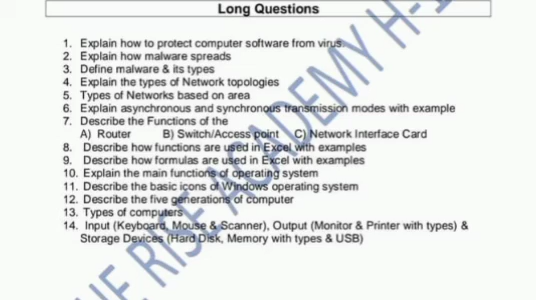 Long Questions
1. Explain how to protect computer software from virus.
2. Explain how malware spreads
3. Define malware & its types
4. Explain the types of Network topologies
5. Types of Networks based on area
6. Explain asynchronous and synchronous transmission modes with example
7. Describe the Functions of the
A) Router B) Switch/Access point C) Network Interface Card
8. Describe how functions are used in Excel with examples
9. Describe how formulas are used in Excel with examples
10. Explain the main functions of operating system
11. Describe the basic icons of Windows operating system
12. Describe the five generations of computer
13. Types of computers
14. Input (Keyboard, Mouse & Scanner), Output (Monitor & Printer with types) &
Storage Devices (Hard Disk, Memory with types & USB)
RISE ACADEMY